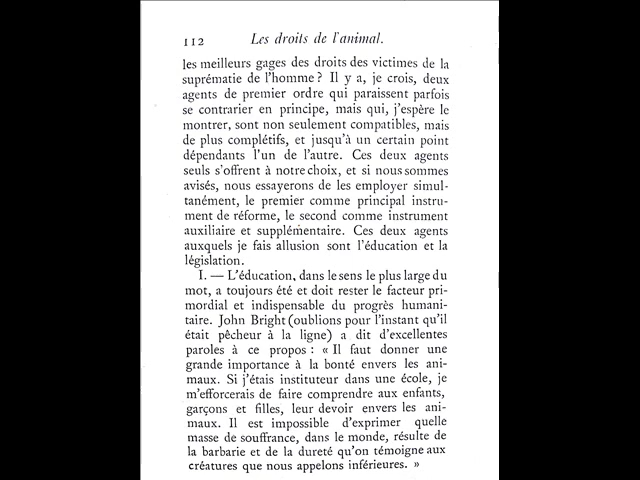 112 Les droits de l'animal.
les meilleurs gages des droits des victimes de la
suprématie de l'homme ? Il y a, je crois, deux
agents de premier ordre qui paraissent parfois
se contrarier en principe, mais qui, j'espère le
montrer, sont non seulement compatibles, mais
de plus complétifs, et jusqu'à un certain point
dépendants l'un de l'autre. Ces deux agents
seuls s'offrent à notre choix, et si nous sommes
avisés, nous essayerons de les employer simul-
tanément, le premier comme principal instru-
ment de réforme, le second comme instrument
auxiliaire et supplémentaire. Ces deux agents
auxquels je fais allusion sont l'éducation et la
législation.
I. — L'éducation, dans le sens le plus large du
mot, a toujours été et doit rester le facteur pri-
mordial et indispensable du progrès humani-
taire. John Bright (oublions pour l'instant qu'il
était pêcheur à la ligne) a dit d'excellentes
paroles à ce propos : « Il faut donner une
grande importance à la bonté envers les ani-
maux. Si j'étais instituteur dans une école, je
m'efforcerais de faire comprendre aux enfants,
garçons et filles, leur devoir envers les ani-
maux. Il est impossible d'exprimer quelle
masse de souffrance, dans le monde, résulte de
la barbarie et de la dureté qu'on témoigne aux
créatures que nous appelons inférieures. »